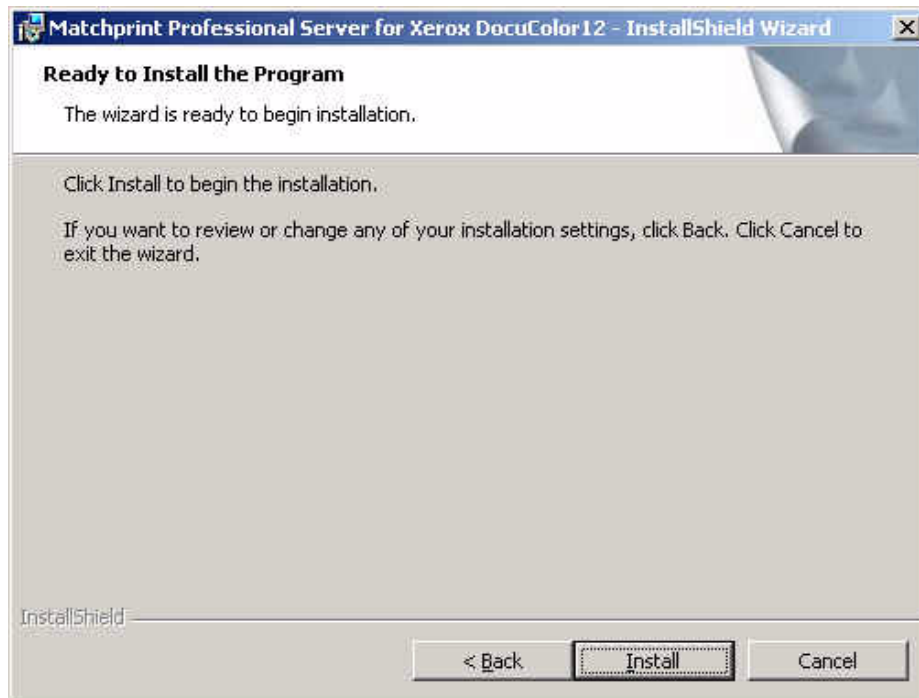 Matchprint Professional Server for Xerox DocuColor12 - InstallShield Wizard
Ready to Install the Program
The wizard is ready to begin installation.
Click Install to begin the installation.
If you want to review or change any of your installation settings, click Back. Click Cancel to
exit the wizard.
InstallShield
< Back
Install
Cancel